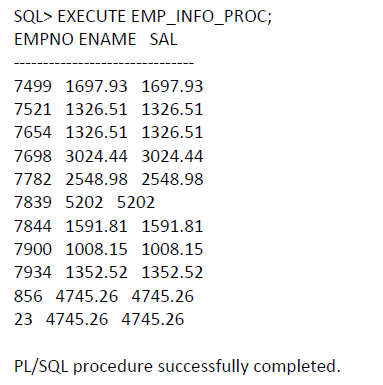 SQL> EXECUTE EMP_INFO_PROC;
EMPNO ENAME SAL
--------------------------------
7499 1697.93 1697.93
7521 1326.51 1326.51
7654 1326.51 1326.51
7698 3024.44 3024.44
7782 2548.98 2548.98
7839 5202 5202
7844 1591.81 1591.81
7900 1008.15 1008.15
7934 1352.52 1352.52
856 4745.26 4745.26
23 4745.26 4745.26
PL/SQL procedure successfully completed.